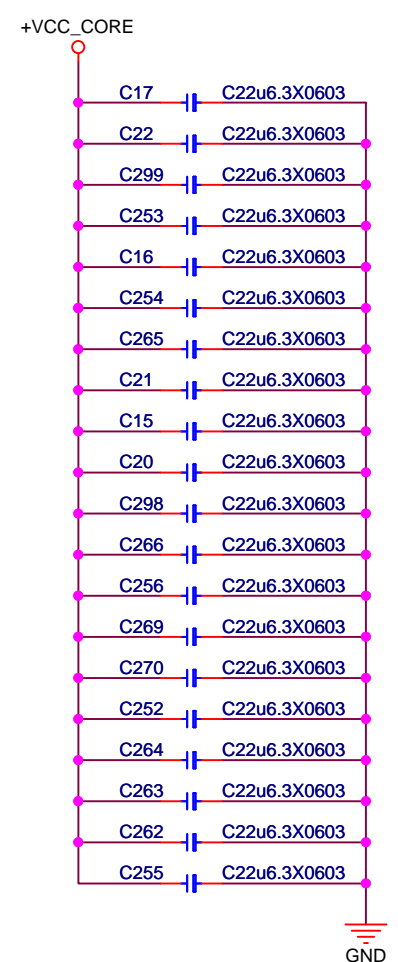 +VCC_CORE
C17 C22u6.3X0603
C22 C22u6.3X0603
C299 C22u6.3X0603
C253 C22u6.3X0603
C16 C22u6.3X0603
C254 C22u6.3X0603
C265 C22u6.3X0603
C21 C22u6.3X0603
C15 C22u6.3X0603
C20 C22u6.3X0603
C298 C22u6.3X0603
C266 C22u6.3X0603
C256 C22u6.3X0603
C269 C22u6.3X0603
C270 C22u6.3X0603
C252 C22u6.3X0603
C264 C22u6.3X0603
C263 C22u6.3X0603
C262 C22u6.3X0603
C255 C22u6.3X0603
GND